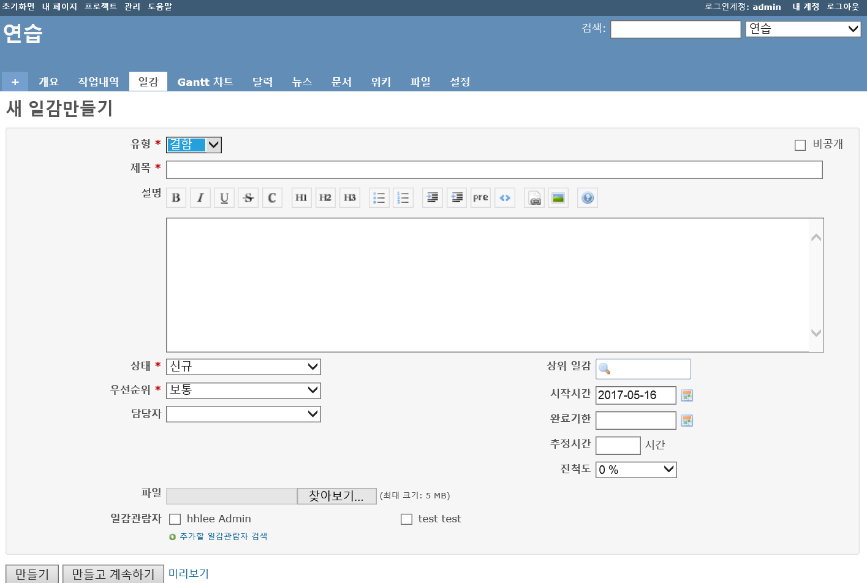 초기화면 내 페이지 프로젝트 관리 도움말 로그인계정: admin 내 계정 로그아웃
연습 검색: 연습
+ 개요 작업내역 일감 Gantt 차트 달력 뉴스 문서 위키 파일 설정
새 일감만들기
유형 * 결함 비공개
제목 *
설명 B I U S C H1 H2 H3 pre <>
상태 * 신규 상위 일감
우선순위 * 보통 시작시간 2017-05-16
담당자 완료기한
추정시간 시간
진척도 0 %
파일 찾아보기... (최대 크기: 5 MB)
일감관람자 hhlee Admin test test
추가할 일감관람자 검색
만들기 만들고 계속하기 미리보기